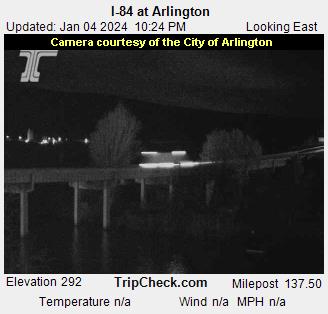 I-84 at Arlington
Updated: Jan 04 2024 10:24 PM Looking East
Camera courtesy of the City of Arlington
Elevation 292 TripCheck.com Milepost 137.50
Temperature n/a Wind n/a MPH n/a